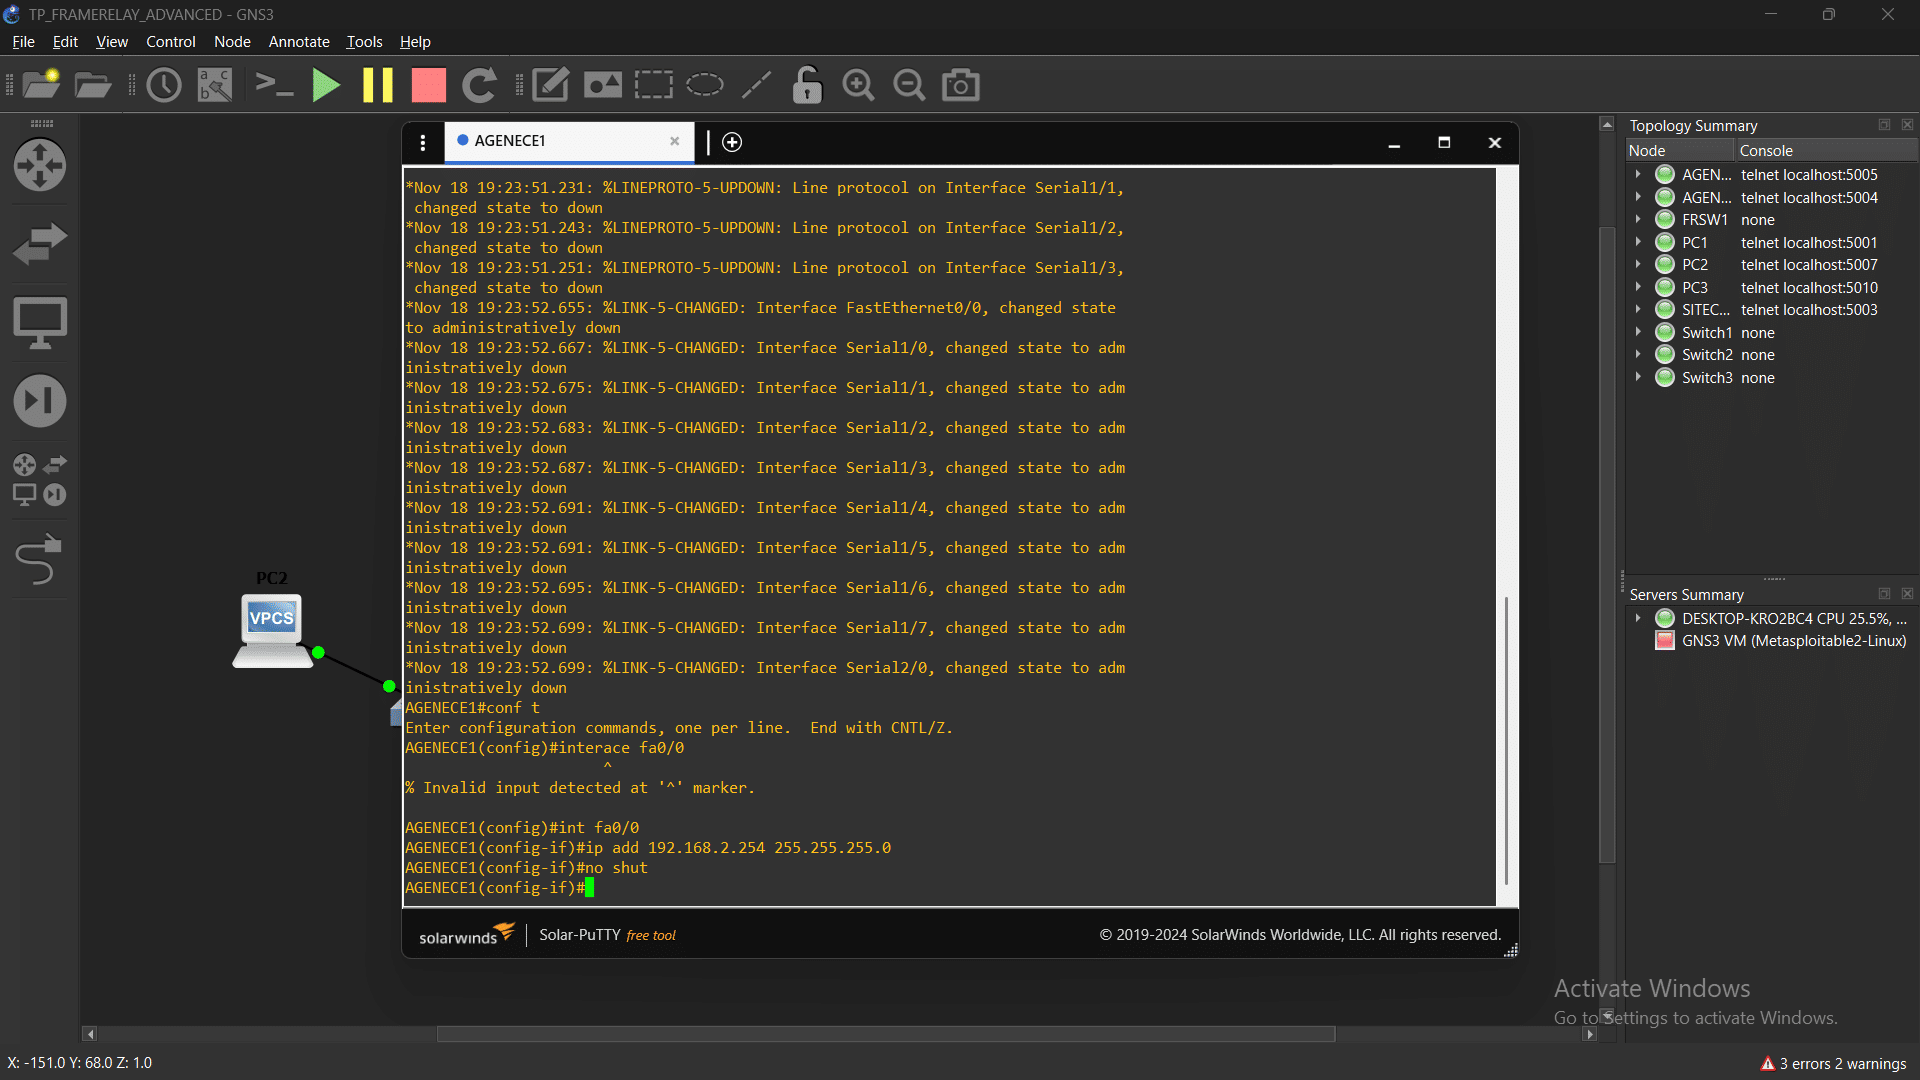 TP_FRAMERELAY_ADVANCED - GNS3
File Edit View Control Node Annotate Tools Help
AGENECE1
*Nov 18 19:23:51.231: %LINEPROTO-5-UPDOWN: Line protocol on Interface Serial1/1,
changed state to down
*Nov 18 19:23:51.243: %LINEPROTO-5-UPDOWN: Line protocol on Interface Serial1/2,
changed state to down
*Nov 18 19:23:51.251: %LINEPROTO-5-UPDOWN: Line protocol on Interface Serial1/3,
changed state to down
*Nov 18 19:23:52.655: %LINK-5-CHANGED: Interface FastEthernet0/0, changed state
to administratively down
*Nov 18 19:23:52.667: %LINK-5-CHANGED: Interface Serial1/0, changed state to adm
inistratively down
*Nov 18 19:23:52.675: %LINK-5-CHANGED: Interface Serial1/1, changed state to adm
inistratively down
*Nov 18 19:23:52.683: %LINK-5-CHANGED: Interface Serial1/2, changed state to adm
inistratively down
*Nov 18 19:23:52.687: %LINK-5-CHANGED: Interface Serial1/3, changed state to adm
inistratively down
*Nov 18 19:23:52.691: %LINK-5-CHANGED: Interface Serial1/4, changed state to adm
inistratively down
*Nov 18 19:23:52.691: %LINK-5-CHANGED: Interface Serial1/5, changed state to adm
inistratively down
*Nov 18 19:23:52.695: %LINK-5-CHANGED: Interface Serial1/6, changed state to adm
inistratively down
*Nov 18 19:23:52.699: %LINK-5-CHANGED: Interface Serial1/7, changed state to adm
inistratively down
*Nov 18 19:23:52.699: %LINK-5-CHANGED: Interface Serial2/0, changed state to adm
inistratively down
AGENECE1#conf t
Enter configuration commands, one per line.  End with CNTL/Z.
AGENECE1(config)#interace fa0/0
^
% Invalid input detected at '^' marker.
AGENECE1(config)#int fa0/0
AGENECE1(config-if)#ip add 192.168.2.254 255.255.255.0
AGENECE1(config-if)#no shut
AGENECE1(config-if)#
solarwinds Solar-PuTTY free tool
© 2019-2024 SolarWinds Worldwide, LLC. All rights reserved.
PC2
VPCS
Topology Summary
Node Console
AGEN... telnet localhost:5005
AGEN... telnet localhost:5004
FRSW1 none
PC1 telnet localhost:5001
PC2 telnet localhost:5007
PC3 telnet localhost:5010
SITEC... telnet localhost:5003
Switch1 none
Switch2 none
Switch3 none
Servers Summary
DESKTOP-KRO2BC4 CPU 25.5%, ...
GNS3 VM (Metasploitable2-Linux)
Activate Windows
Go to Settings to activate Windows.
X: -151.0 Y: 68.0 Z: 1.0
3 errors 2 warnings